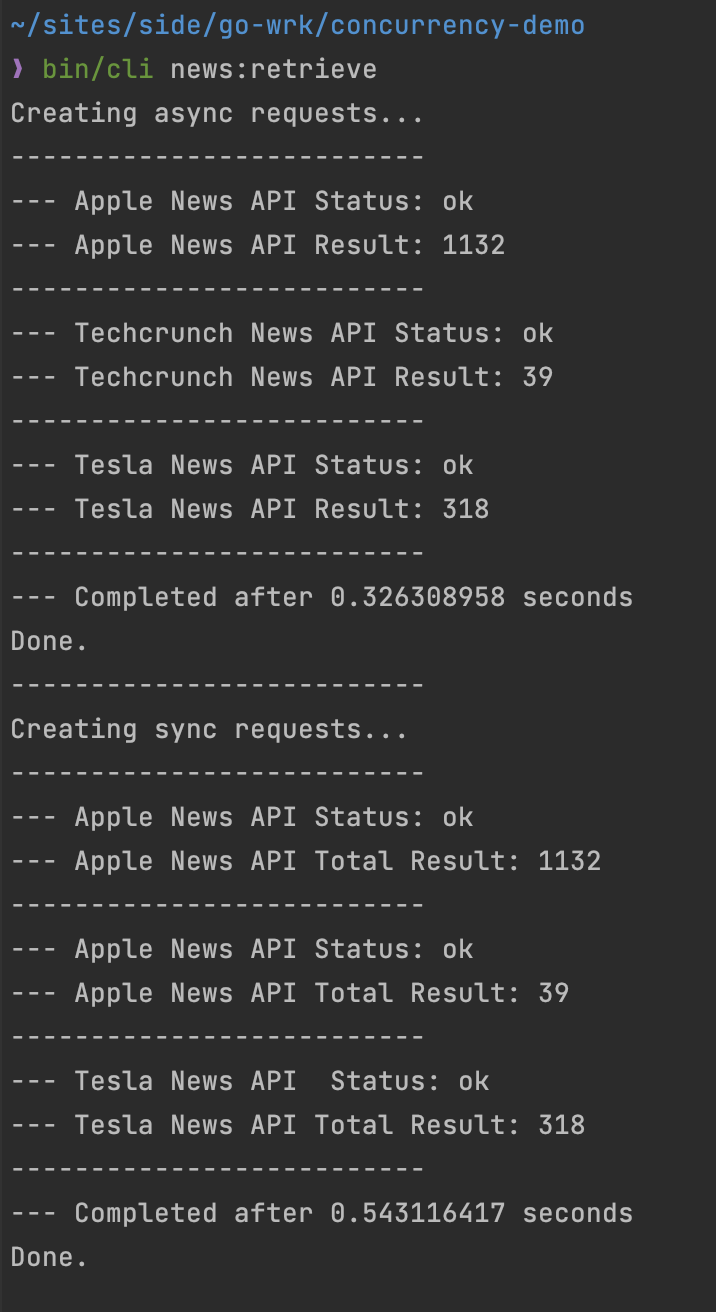 ~/sites/side/go-wrk/concurrency-demo
❯ bin/cli news:retrieve
Creating async requests...
--------------------------
--- Apple News API Status: ok
--- Apple News API Result: 1132
--------------------------
--- Techcrunch News API Status: ok
--- Techcrunch News API Result: 39
--------------------------
--- Tesla News API Status: ok
--- Tesla News API Result: 318
--------------------------
--- Completed after 0.326308958 seconds
Done.
--------------------------
Creating sync requests...
--------------------------
--- Apple News API Status: ok
--- Apple News API Total Result: 1132
--------------------------
--- Apple News API Status: ok
--- Apple News API Total Result: 39
--------------------------
--- Tesla News API  Status: ok
--- Tesla News API Total Result: 318
--------------------------
--- Completed after 0.543116417 seconds
Done.